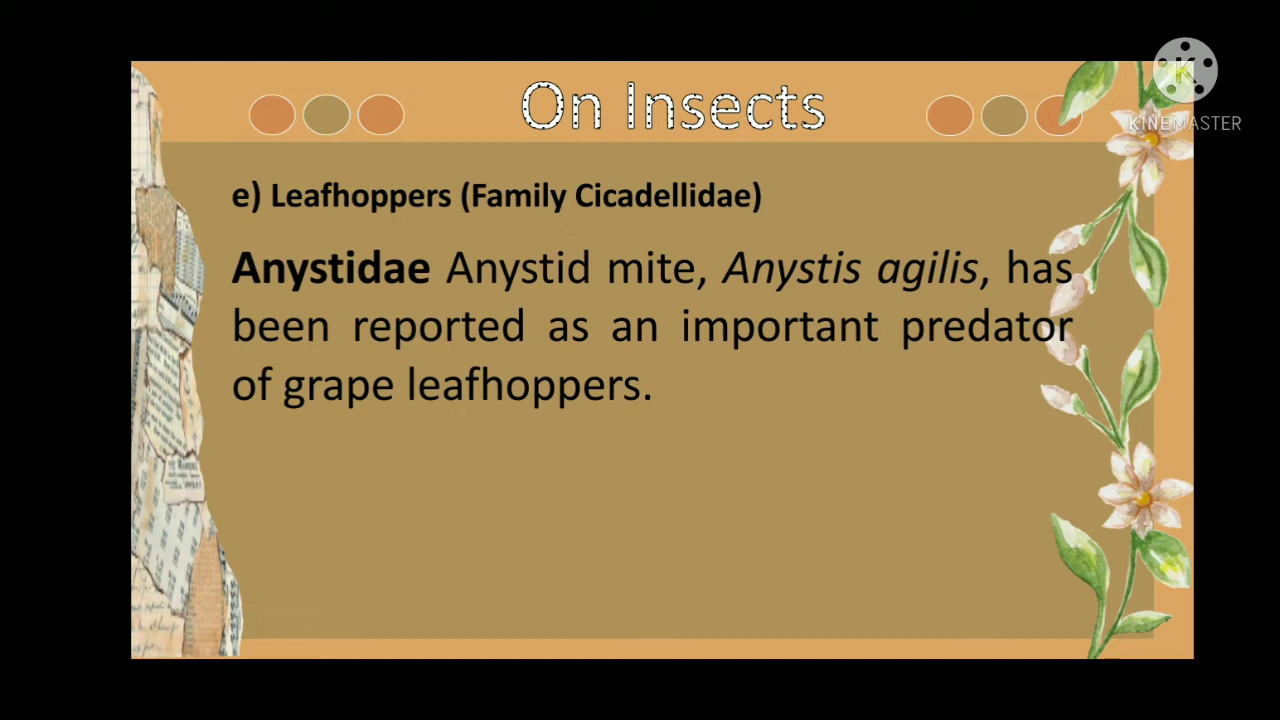 On Insects
K
KINEMASTER
e) Leafhoppers (Family Cicadellidae)
Anystidae Anystid mite, Anystis agilis, has
been reported as an important predator
of grape leafhoppers.